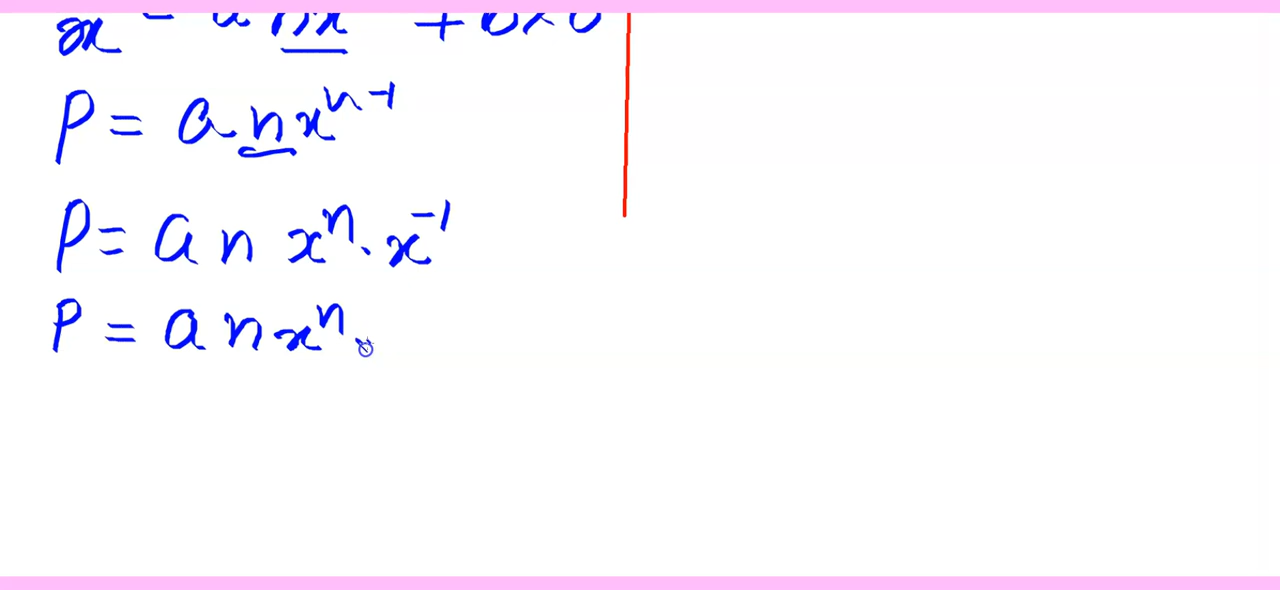 P = a n x^{n-1}
P = a n x^n . x^{-1}
P = a n x^n .